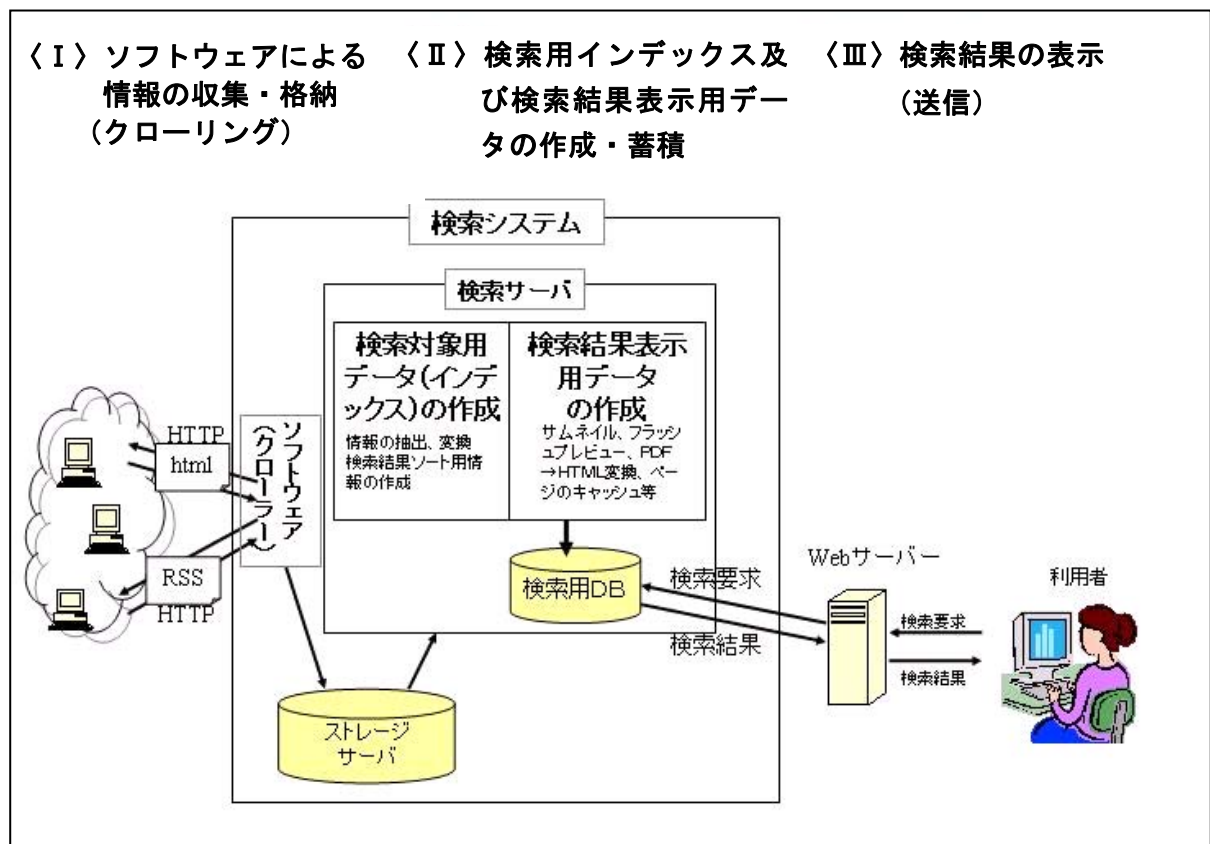 〈Ⅰ〉ソフトウェアによる
情報の収集・格納
(クローリング)
〈Ⅱ〉検索用インデックス及
び検索結果表示用デー
タの作成・蓄積
〈Ⅲ〉検索結果の表示
(送信)
検索システム
検索サーバ
検索対象用
データ(インデ
ックス)の作成
情報の抽出、変換
検索結果ソート用情
報の作成
検索結果表示
用データ
の作成
サムネイル、フラッシ
ュプレビュー、PDF
→HTML変換、ペー
ジのキャッシュ等
HTTP
html
RSS
HTTP
ソフトウェア
(クローラー)
検索用DB
検索要求
検索結果
Webサーバー
利用者
検索要求
検索結果
ストレージ
サーバ